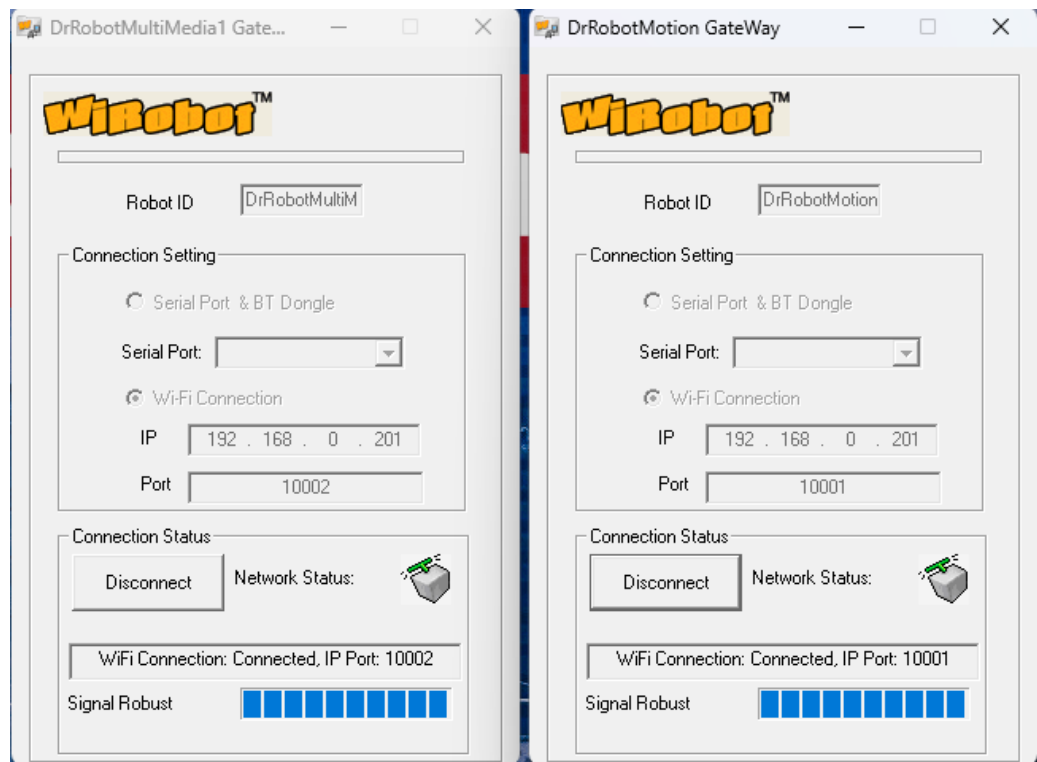 DrRobotMultiMedia1 Gate...
WiRobot™
Robot ID DrRobotMultiM
Connection Setting
Serial Port & BT Dongle
Serial Port:
Wi-Fi Connection
IP 192 . 168 . 0 . 201
Port 10002
Connection Status
Disconnect Network Status:
WiFi Connection: Connected, IP Port: 10002
Signal Robust
DrRobotMotion GateWay
WiRobot™
Robot ID DrRobotMotion
Connection Setting
Serial Port & BT Dongle
Serial Port:
Wi-Fi Connection
IP 192 . 168 . 0 . 201
Port 10001
Connection Status
Disconnect Network Status:
WiFi Connection: Connected, IP Port: 10001
Signal Robust